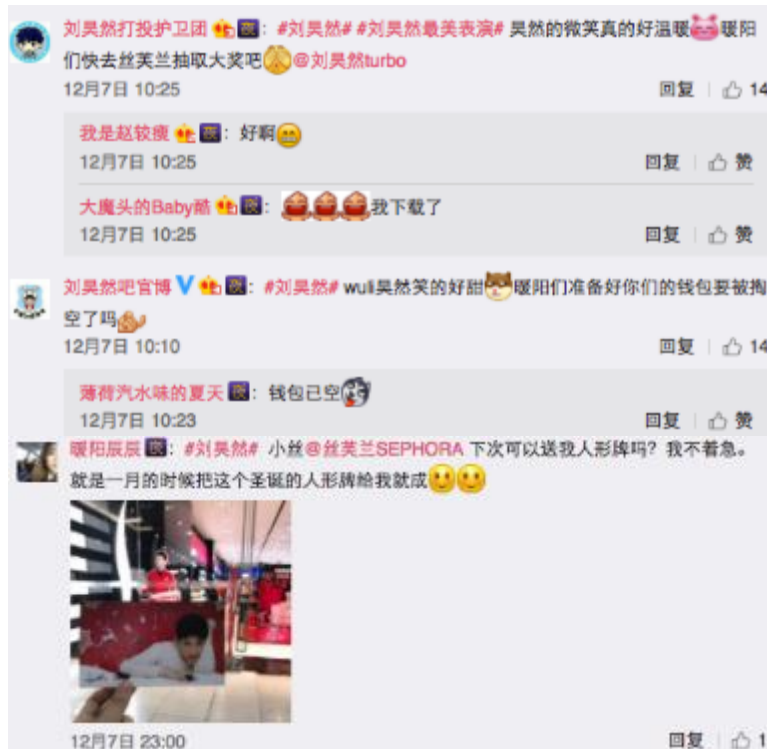 刘昊然打投护卫团：#刘昊然# #刘昊然最美表演# 昊然的微笑真的好温暖 暖阳
们快去丝芙兰抽取大奖吧 @刘昊然turbo
12月7日 10:25 回复 14
我是赵较瘦：好啊
12月7日 10:25 回复 赞
大魔头的Baby酷：我下载了
12月7日 10:25 回复 赞
刘昊然吧官博：#刘昊然# wuli昊然笑的好甜 暖阳们准备好你们的钱包要被掏
空了吗
12月7日 10:10 回复 14
薄荷汽水味的夏天：钱包已空
12月7日 10:23 回复 赞
暖阳辰辰：#刘昊然# 小丝@丝芙兰SEPHORA 下次可以送我人形牌吗？我不着急。
就是一月的时候把这个圣诞的人形牌给我就成
12月7日 23:00 回复 1